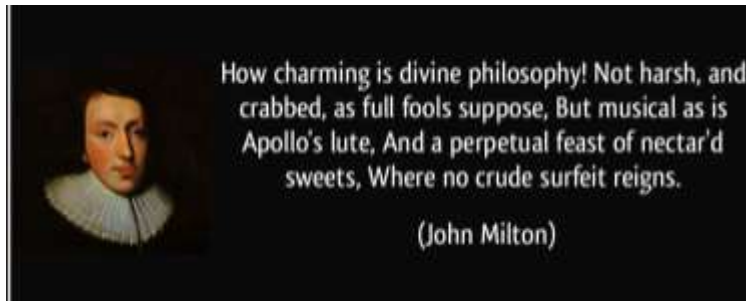 How charming is divine philosophy! Not harsh, and
crabbed, as full fools suppose, But musical as is
Apollo's lute, And a perpetual feast of nectar'd
sweets, Where no crude surfeit reigns.
(John Milton)